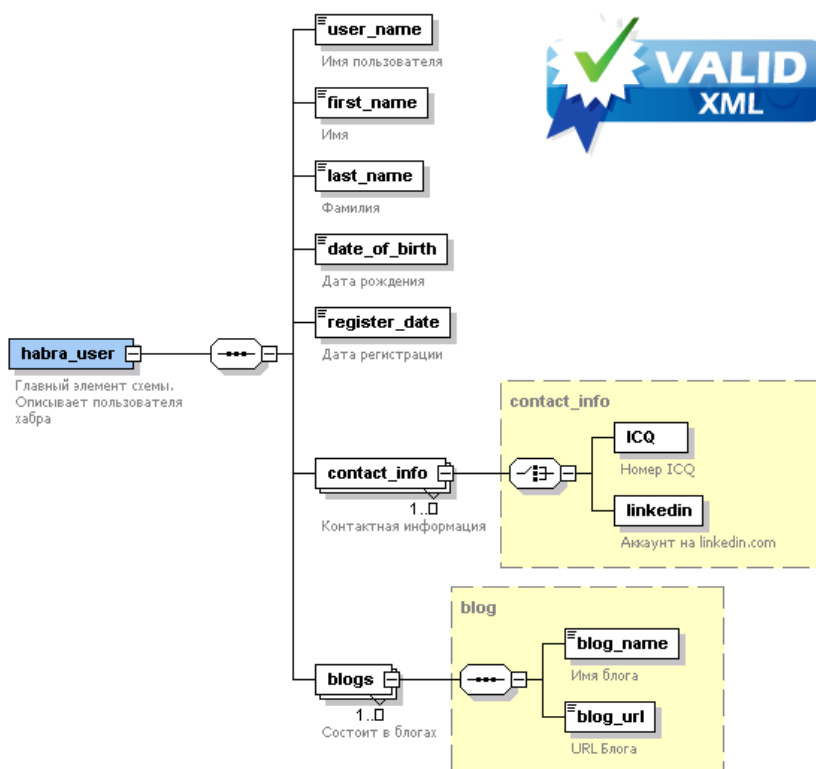 user_name
Имя пользователя
VALID
XML
first_name
Имя
last_name
Фамилия
date_of_birth
Дата рождения
register_date
Дата регистрации
habra_user
Главный элемент схемы.
Описывает пользователя
хабра
contact_info
ICQ
Номер ICQ
contact_info
1..
Контактная информация
linkedin
Аккаунт на linkedin.com
blog
blog_name
Имя блога
blogs
1..
Состоит в блогах
blog_url
URL Блога